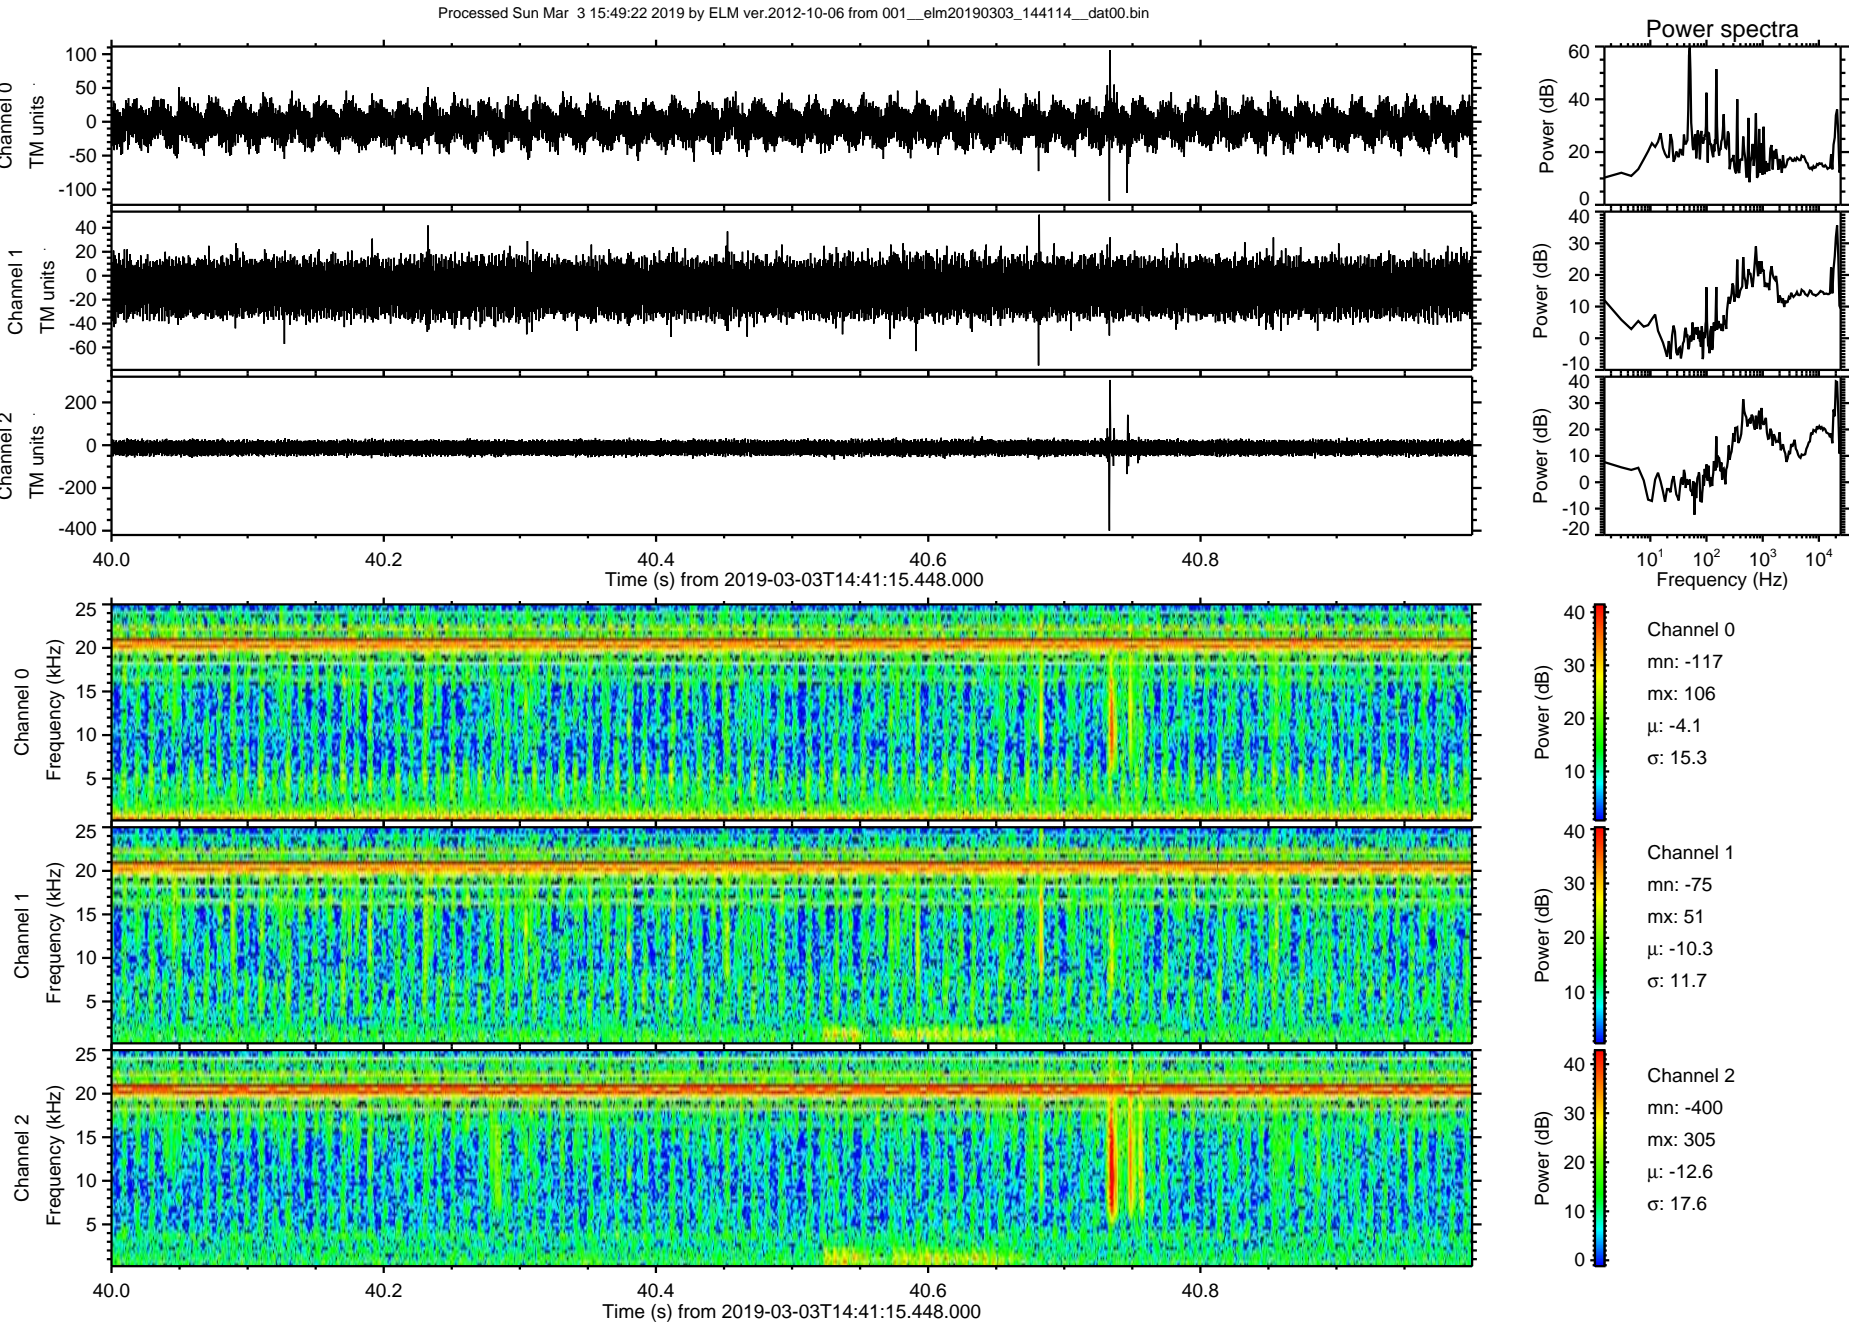 Processed Sun Mar  3 15:49:22 2019 by ELM ver.2012-10-06 from 001__elm20190303_144114__dat00.bin
Power spectra
Channel 0
TM units
100
50
0
-50
-100
Power (dB)
60
40
20
0
Channel 1
TM units
40
20
0
-20
-40
-60
Power (dB)
40
30
20
10
0
-10
Channel 2
TM units
200
0
-200
-400
Power (dB)
40
30
20
10
0
-10
-20
40.0 40.2 40.4 40.6 40.8
Time (s) from 2019-03-03T14:41:15.448.000
10^1 10^2 10^3 10^4
Frequency (Hz)
Channel 0
Frequency (kHz)
25
20
15
10
5
Power (dB)
40
30
20
10
Channel 0
mn: -117
mx: 106
μ: -4.1
σ: 15.3
Channel 1
Frequency (kHz)
25
20
15
10
5
Power (dB)
40
30
20
10
Channel 1
mn: -75
mx: 51
μ: -10.3
σ: 11.7
Channel 2
Frequency (kHz)
25
20
15
10
5
Power (dB)
40
30
20
10
0
Channel 2
mn: -400
mx: 305
μ: -12.6
σ: 17.6
40.0 40.2 40.4 40.6 40.8
Time (s) from 2019-03-03T14:41:15.448.000